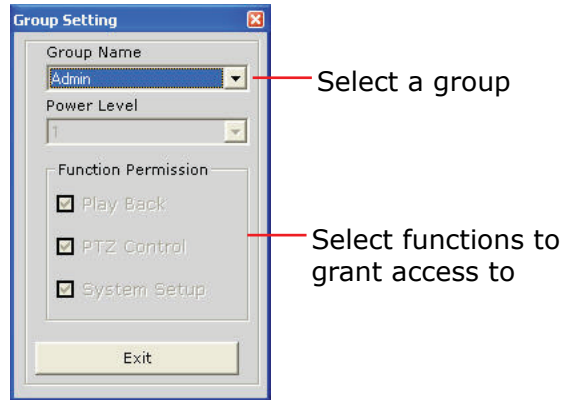 Group Setting
Group Name
Admin
Select a group
Power Level
1
Function Permission
Play Back
PTZ Control
Select functions to
grant access to
System Setup
Exit